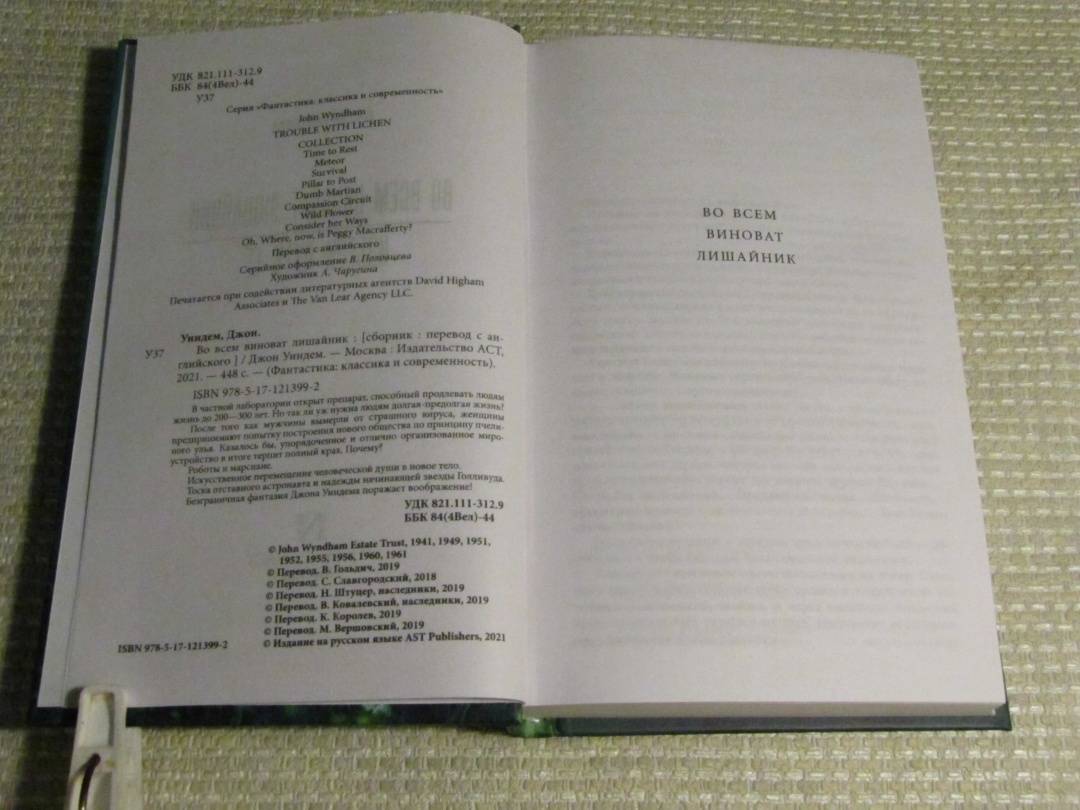 УДК 821.111-312.9
ББК 84(4Вел)-44
У37
Серия «Фантастика: классика и современность»
John Wyndham
TROUBLE WITH LICHEN
COLLECTION
Time to Rest
Meteor
Survival
Pillar to Post
Dumb Martian
Compassion Circuit
Wild Flower
Consider her Ways
Oh, Where, now, is Peggy Macrafferty?
Перевод с английского
Серийное оформление В. Половцева
Художник А. Чаругина
Печатается при содействии литературных агентств David Higham
Associates и The Van Lear Agency LLC.
Уиндем, Джон.
У37 Во всем виноват лишайник : [сборник : перевод с ан-
глийского ] / Джон Уиндем. — Москва : Издательство АСТ,
2021. — 448 с. — (Фантастика: классика и современность).
ISBN 978-5-17-121399-2
В частной лаборатории открыт препарат, способный продлевать людям
жизнь до 200—300 лет. Но так ли уж нужна людям долгая-предолгая жизнь?
После того как мужчины вымерли от страшного вируса, женщины
предпринимают попытку построения нового общества по принципу пчели-
ного улья. Казалось бы, упорядоченное и отлично организованное миро-
устройство в итоге терпит полный крах. Почему?
Роботы и марсиане.
Искусственное перемещение человеческой души в новое тело.
Тоска отставного астронавта и надежды начинающей звезды Голливуда.
Безграничная фантазия Джона Уиндема поражает воображение!
УДК 821.111-312.9
ББК 84(4Вел)-44
© John Wyndham Estate Trust, 1941, 1949, 1951,
1952, 1955, 1956, 1960, 1961
© Перевод. В. Гольдич, 2019
© Перевод. С. Славгородский, 2018
© Перевод. Н. Штуцер, наследники, 2019
© Перевод. В. Ковалевский, наследники, 2019
© Перевод. К. Королев, 2019
© Перевод. М. Вершовский, 2019
ISBN 978-5-17-121399-2 © Издание на русском языке AST Publishers, 2021
ВО ВСЕМ
ВИНОВАТ
ЛИШАЙНИК